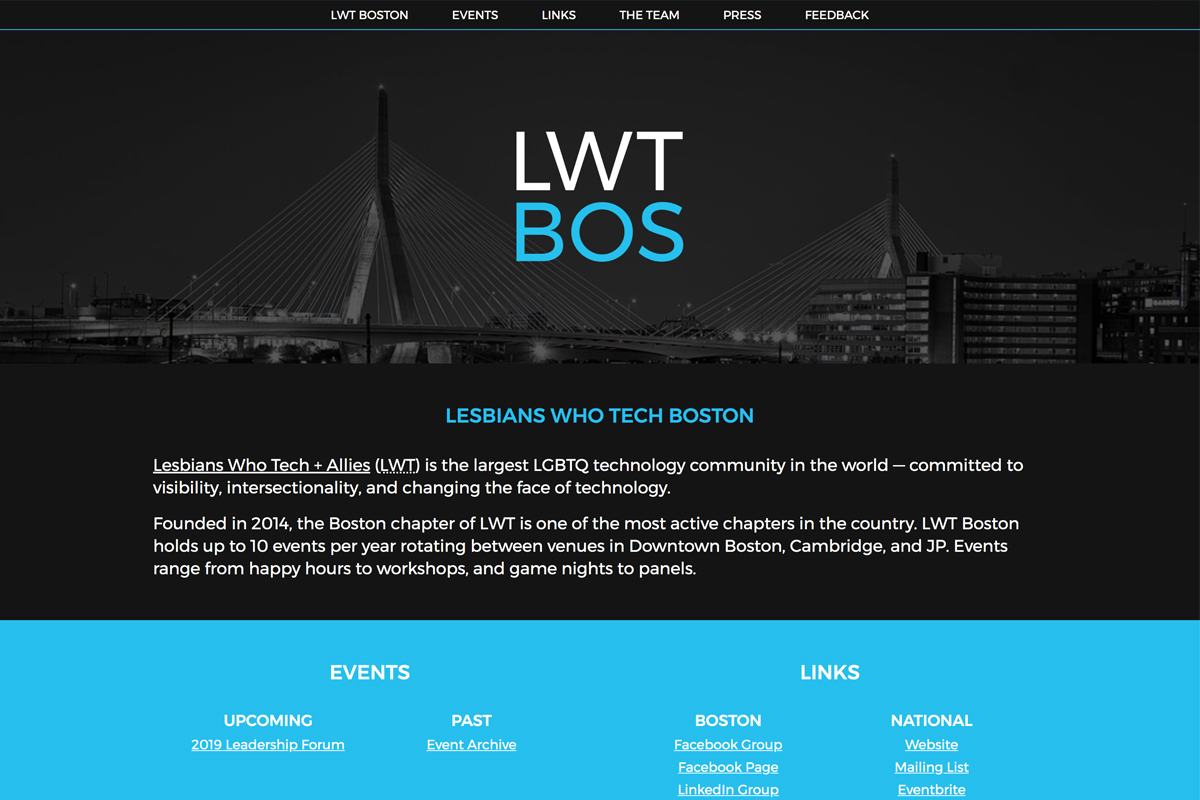 LWT BOSTON EVENTS LINKS THE TEAM PRESS FEEDBACK
LWT
BOS
LESBIANS WHO TECH BOSTON
Lesbians Who Tech + Allies (LWT) is the largest LGBTQ technology community in the world — committed to
visibility, intersectionality, and changing the face of technology.
Founded in 2014, the Boston chapter of LWT is one of the most active chapters in the country. LWT Boston
holds up to 10 events per year rotating between venues in Downtown Boston, Cambridge, and JP. Events
range from happy hours to workshops, and game nights to panels.
EVENTS
UPCOMING
2019 Leadership Forum
PAST
Event Archive
LINKS
BOSTON
Facebook Group
Facebook Page
LinkedIn Group
NATIONAL
Website
Mailing List
Eventbrite